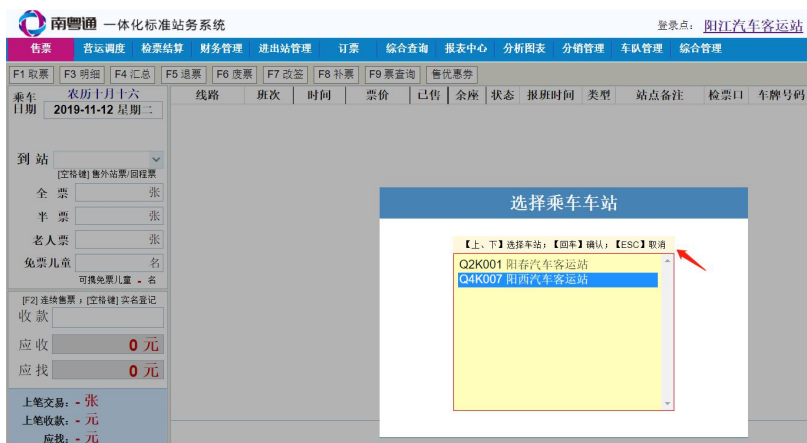 南粤通 一体化标准站务系统
登录点： 阳江汽车客运站
售票 营运调度 检票结算 财务管理 进出站管理 订票 综合查询 报表中心 分析图表 分销管理 车队管理 综合管理
F1 取票 F3 明细 F4 汇总 F5 退票 F6 废票 F7 改签 F8 补票 F9 票查询 售优惠券
乘车日期 农历十月十六
2019-11-12 星期二
线路 班次 时间 票价 已售 余座 状态 报班时间 类型 站点备注 检票口 车牌号码
到 站
[空格键] 售外站票/回程票
全 票 张
半 票 张
老人票 张
免票儿童 名
可携免票儿童 - 名
[F2] 连续售票；[空格键] 实名登记
收 款
应 收 0 元
应 找 0 元
上笔交易： - 张
上笔收款： - 元
应找： - 元
选择乘车车站
【上、下】选择车站；【回车】确认；【ESC】取消
Q2K001 阳春汽车客运站
Q4K007 阳西汽车客运站